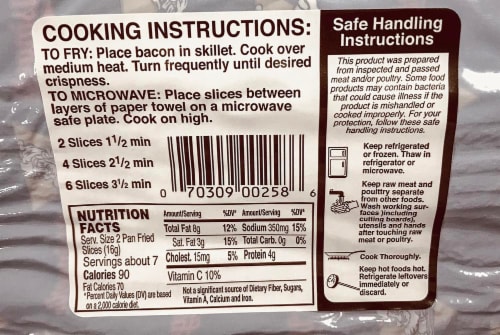 COOKING INSTRUCTIONS:
TO FRY: Place bacon in skillet. Cook over
medium heat. Turn frequently until desired
crispness.
TO MICROWAVE: Place slices between
layers of paper towel on a microwave
safe plate. Cook on high.
2 Slices 1 1/2 min
4 Slices 2 1/2 min
6 Slices 3 1/2 min
0 70309 00258 6
NUTRITION
FACTS
Serv. Size 2 Pan Fried
Slices (16g)
Servings about 7
Calories 90
Fat Calories 70
*Percent Daily Values (DV) are based
on a 2,000 calorie diet.
Amount/Serving %DV* Amount/Serving %DV*
Total Fat 8g 12% Sodium 350mg 15%
Sat. Fat 3g 15% Total Carb. 0g 0%
Cholest. 15mg 5% Protein 4g
Vitamin C 10%
Not a significant source of Dietary Fiber, Sugars,
Vitamin A, Calcium and Iron.
Safe Handling
Instructions
This product was prepared
from inspected and passed
meat and/or poultry. Some food
products may contain bacteria
that could cause illness if the
product is mishandled or
cooked improperly. For your
protection, follow these safe
handling instructions.
Keep refrigerated
or frozen. Thaw in
refrigerator or
microwave.
Keep raw meat and
poultry separate
from other foods.
Wash working sur-
faces (including
cutting boards),
utensils and hands
after touching raw
meat or poultry.
Cook Thoroughly.
Keep hot foods hot.
Refrigerate leftovers
immediately or
discard.